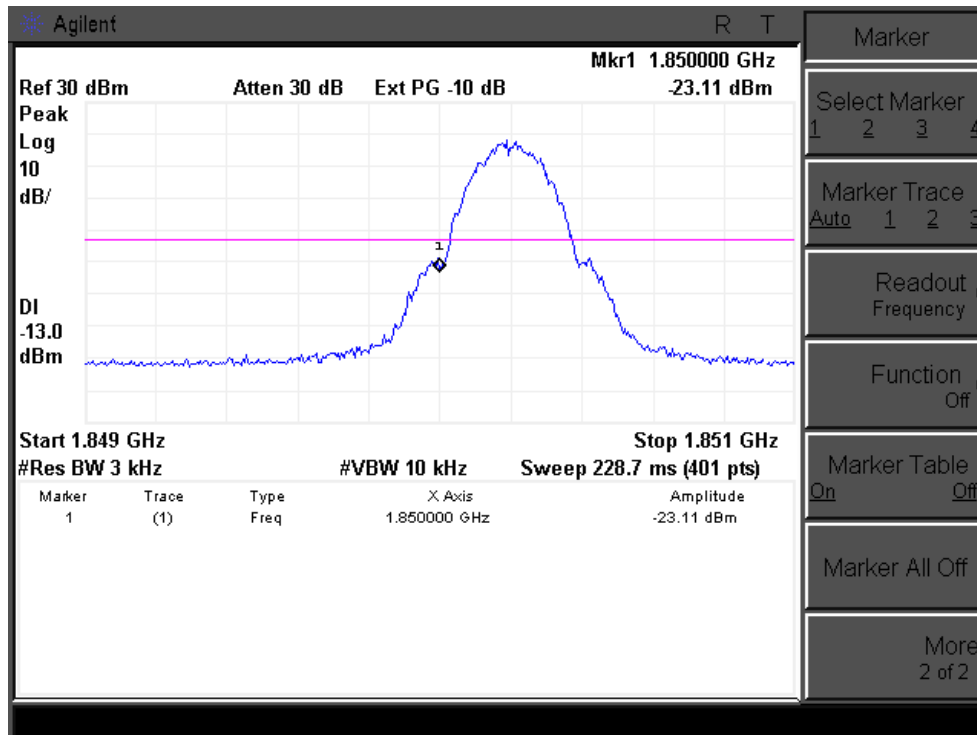 Agilent R T
Mkr1 1.850000 GHz
Ref 30 dBm Atten 30 dB Ext PG -10 dB -23.11 dBm
Peak
Log
10
dB/
1
DI
-13.0
dBm
Start 1.849 GHz Stop 1.851 GHz
#Res BW 3 kHz #VBW 10 kHz Sweep 228.7 ms (401 pts)
Marker Trace Type X Axis Amplitude
1 (1) Freq 1.850000 GHz -23.11 dBm
Marker
Select Marker
1 2 3 4
Marker Trace
Auto 1 2 3
Readout
Frequency
Function
Off
Marker Table
On Off
Marker All Off
More
2 of 2